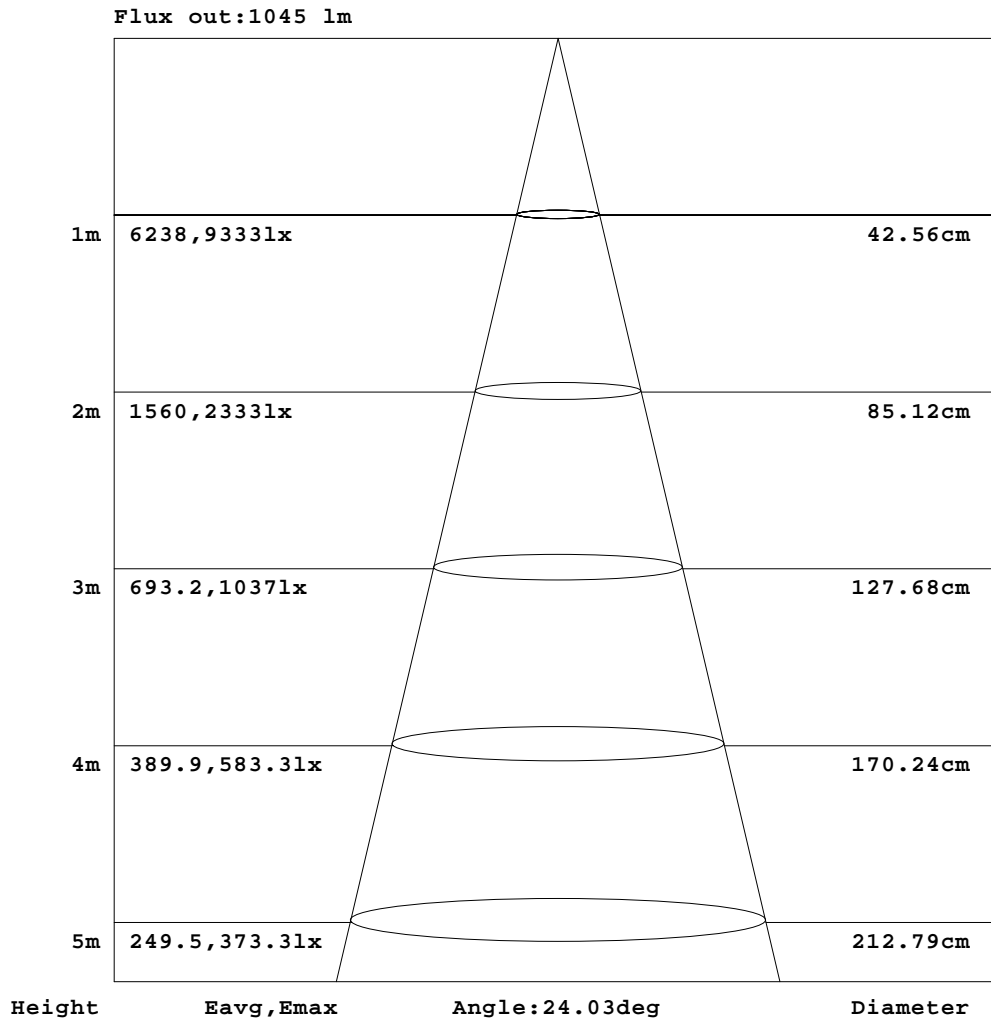 Flux out:1045 lm
1m 6238,9333lx 42.56cm
2m 1560,2333lx 85.12cm
3m 693.2,1037lx 127.68cm
4m 389.9,583.3lx 170.24cm
5m 249.5,373.3lx 212.79cm
Height Eavg,Emax Angle:24.03deg Diameter